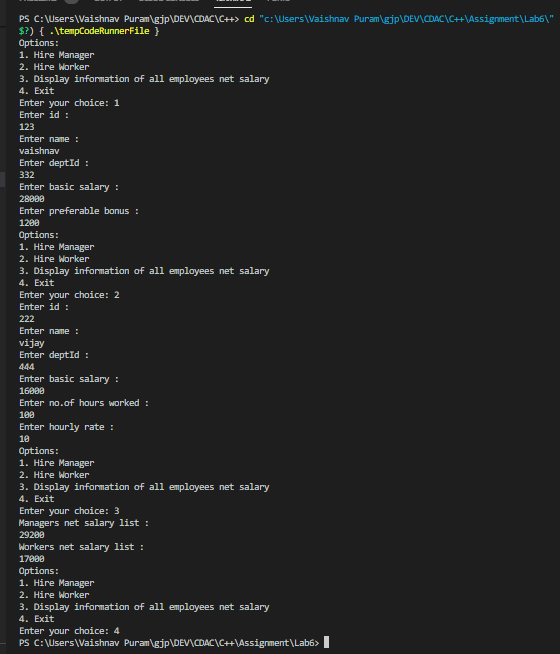 PS C:\Users\Vaishnav Puram\gjp\DEV\CDAC\C++> cd "c:\Users\Vaishnav Puram\gjp\DEV\CDAC\C++\Assignment\Lab6\"
$?) { .\tempCodeRunnerFile }
Options:
1. Hire Manager
2. Hire Worker
3. Display information of all employees net salary
4. Exit
Enter your choice: 1
Enter id :
123
Enter name :
vaishnav
Enter deptId :
332
Enter basic salary :
28000
Enter preferable bonus :
1200
Options:
1. Hire Manager
2. Hire Worker
3. Display information of all employees net salary
4. Exit
Enter your choice: 2
Enter id :
222
Enter name :
vijay
Enter deptId :
444
Enter basic salary :
16000
Enter no.of hours worked :
100
Enter hourly rate :
10
Options:
1. Hire Manager
2. Hire Worker
3. Display information of all employees net salary
4. Exit
Enter your choice: 3
Managers net salary list :
29200
Workers net salary list :
17000
Options:
1. Hire Manager
2. Hire Worker
3. Display information of all employees net salary
4. Exit
Enter your choice: 4
PS C:\Users\Vaishnav Puram\gjp\DEV\CDAC\C++\Assignment\Lab6>